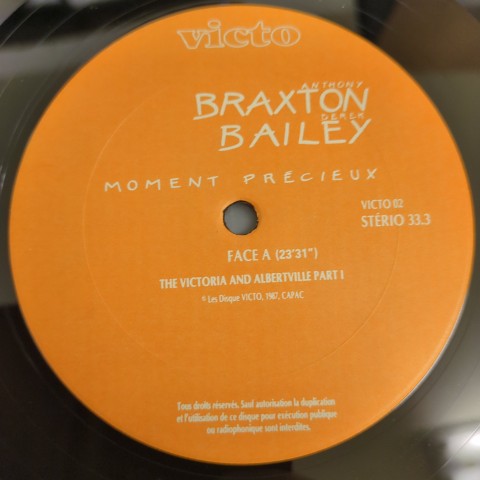 victo
ANTHONY
BRAXTON
DEREK
BAILEY
MOMENT PRÉCIEUX
VICTO 02
STÉRIO 33.3
FACE A (23'31")
THE VICTORIA AND ALBERTVILLE PART I
® Les Disque VICTO, 1987, CAPAC
Tous droits réservés. Sauf autorisation la duplication
et l'utilisation de ce disque pour exécution publique
ou radiophonique sont interdites.